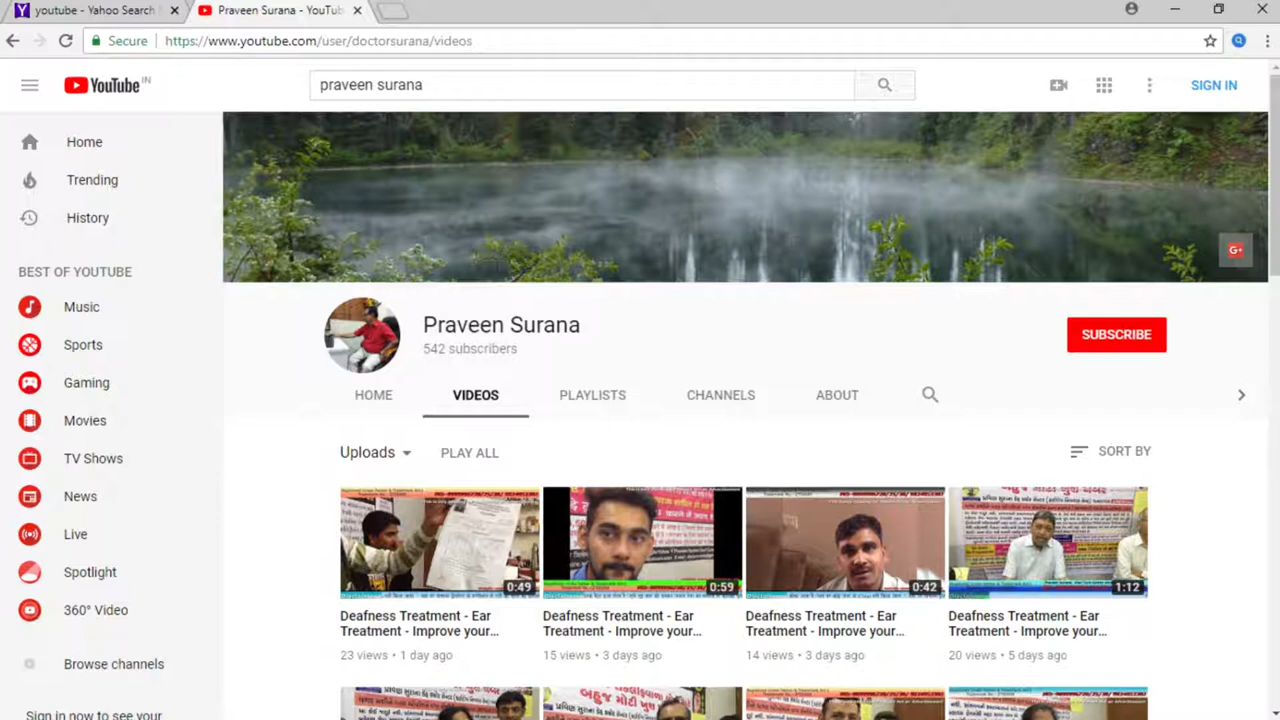 youtube - Yahoo Search
Praveen Surana - YouTub
Secure
https://www.youtube.com/user/doctorsurana/videos
YouTube IN
praveen surana
SIGN IN
Home
Trending
History
BEST OF YOUTUBE
Music
Sports
Gaming
Movies
TV Shows
News
Live
Spotlight
360° Video
Browse channels
Sign in now to see your
G+
Praveen Surana
542 subscribers
SUBSCRIBE
HOME
VIDEOS
PLAYLISTS
CHANNELS
ABOUT
Uploads
PLAY ALL
SORT BY
0:49
0:59
0:42
1:12
Deafness Treatment - Ear
Treatment - Improve your...
23 views • 1 day ago
Deafness Treatment - Ear
Treatment - Improve your...
15 views • 3 days ago
Deafness Treatment - Ear
Treatment - Improve your...
14 views • 3 days ago
Deafness Treatment - Ear
Treatment - Improve your...
20 views • 5 days ago